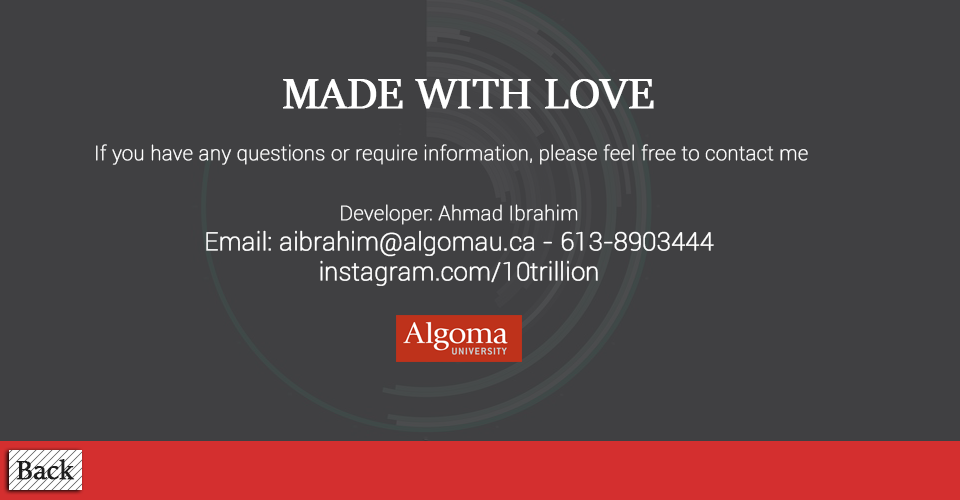 MADE WITH LOVE
If you have any questions or require information, please feel free to contact me
Developer: Ahmad Ibrahim
Email: aibrahim@algomau.ca - 613-8903444
instagram.com/10trillion
Algoma
UNIVERSITY
Back